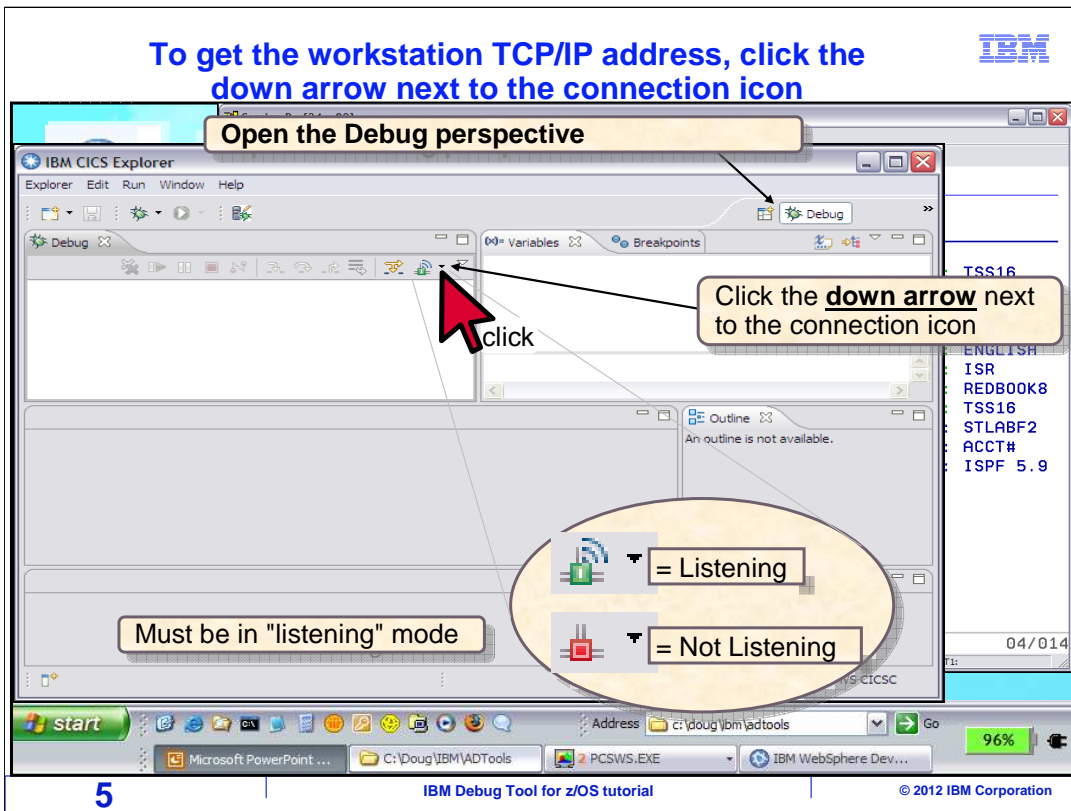 To get the workstation TCP/IP address, click the
down arrow next to the connection icon
IBM
Open the Debug perspective
IBM CICS Explorer
Explorer Edit Run Window Help
Debug
»
Debug
(x)= Variables
Breakpoints
TSS16
Click the down arrow next
to the connection icon
click
ENGLISH
: ISR
: REDBOOK8
: TSS16
: STLABF2
: ACCT#
: ISPF 5.9
Outline
An outline is not available.
= Listening
Must be in "listening" mode
= Not Listening
04/014
CICSC
start
Address
c:\doug\ibm\adtools
Go
96%
Microsoft PowerPoint ...
C:\Doug\IBM\ADTools
2 PCSWS.EXE
IBM WebSphere Dev...
5
IBM Debug Tool for z/OS tutorial
© 2012 IBM Corporation